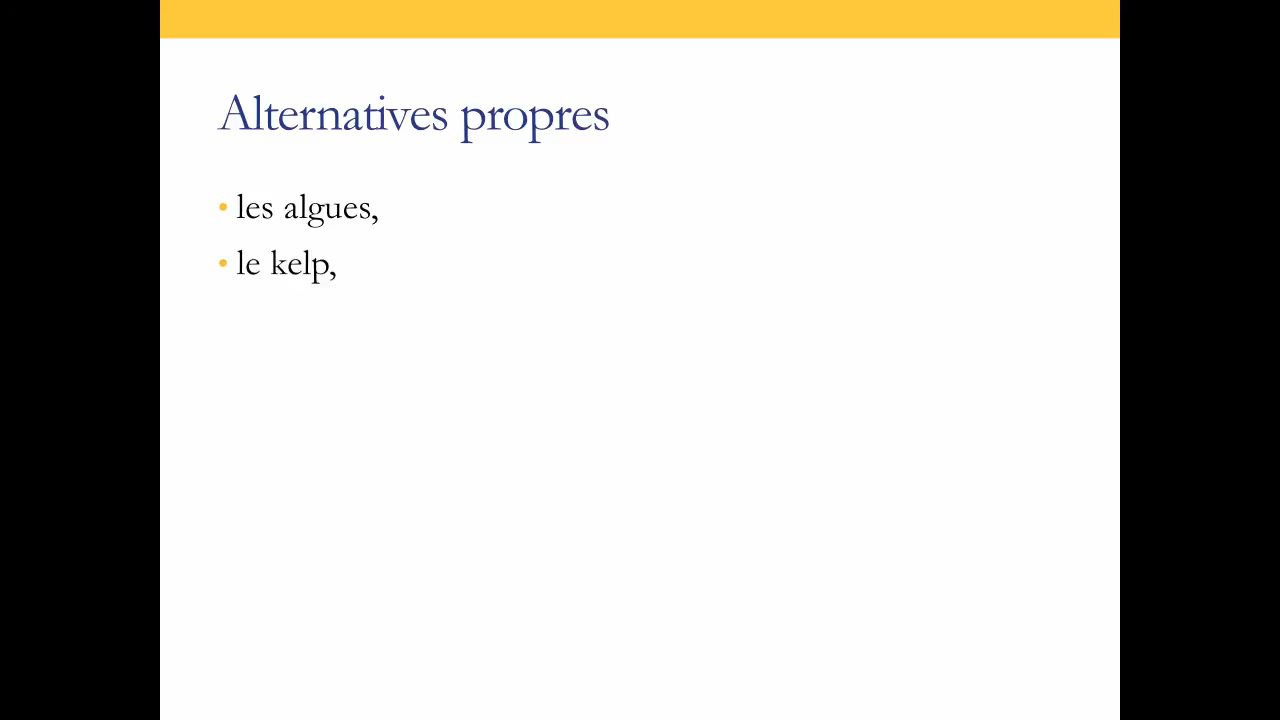 Alternatives propres
• les algues,
• le kelp,